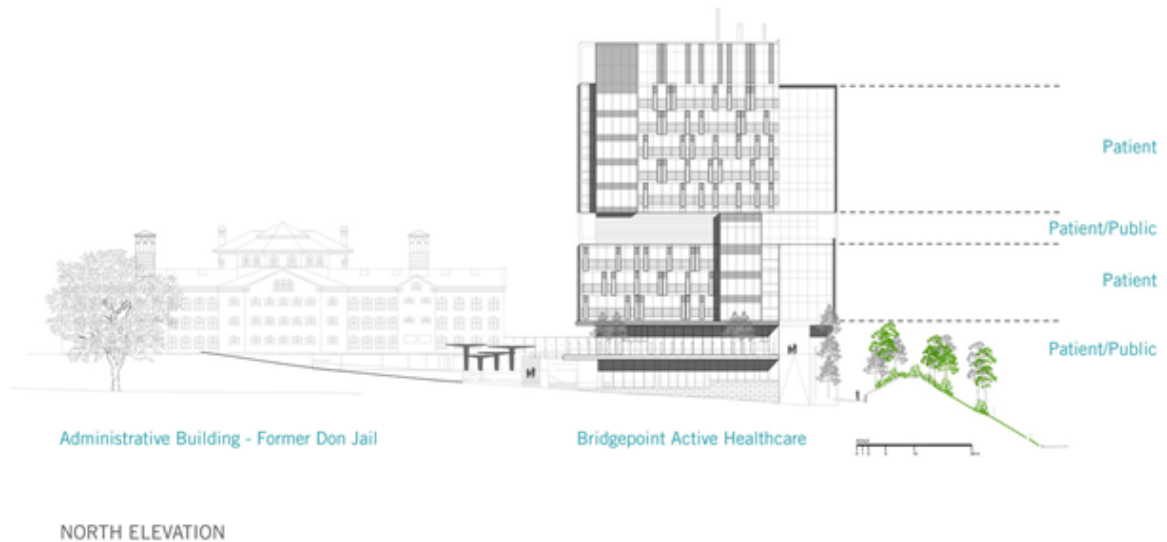 Patient
Patient/Public
Patient
Patient/Public
Administrative Building - Former Don Jail
Bridgepoint Active Healthcare
NORTH ELEVATION